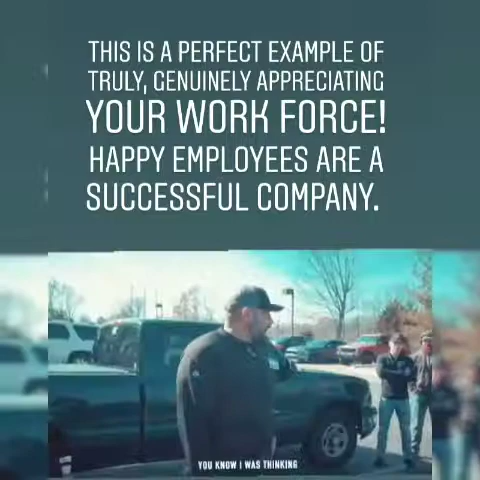 THIS IS A PERFECT EXAMPLE OF
TRULY, GENUINELY APPRECIATING
YOUR WORK FORCE!
HAPPY EMPLOYEES ARE A
SUCCESSFUL COMPANY.
YOU KNOW I WAS THINKING